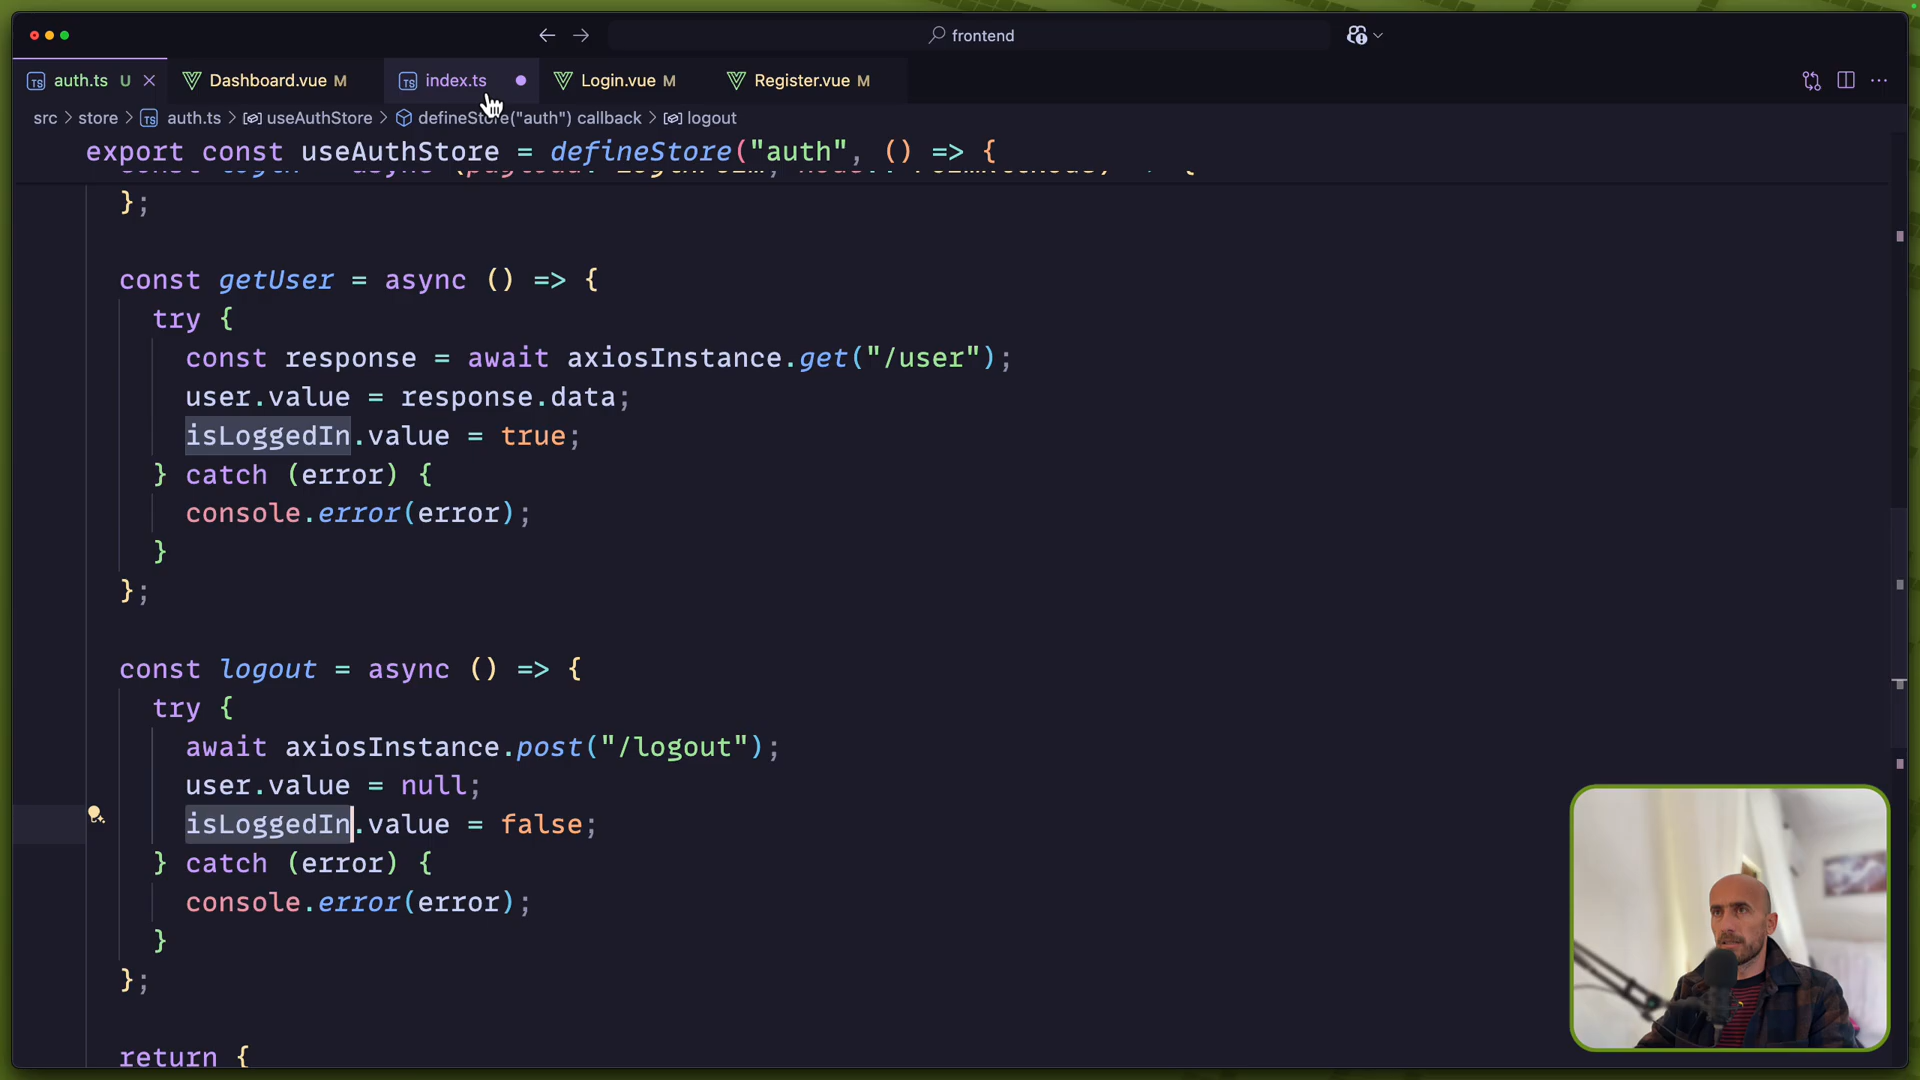 frontend
auth.ts U
Dashboard.vue M
index.ts
Login.vue M
Register.vue M
src > store > auth.ts > useAuthStore > defineStore("auth") callback > logout
export const useAuthStore = defineStore("auth", () => {
};
const getUser = async () => {
try {
const response = await axiosInstance.get("/user");
user.value = response.data;
isLoggedIn.value = true;
} catch (error) {
console.error(error);
}
};
const logout = async () => {
try {
await axiosInstance.post("/logout");
user.value = null;
isLoggedIn.value = false;
} catch (error) {
console.error(error);
}
};
return {